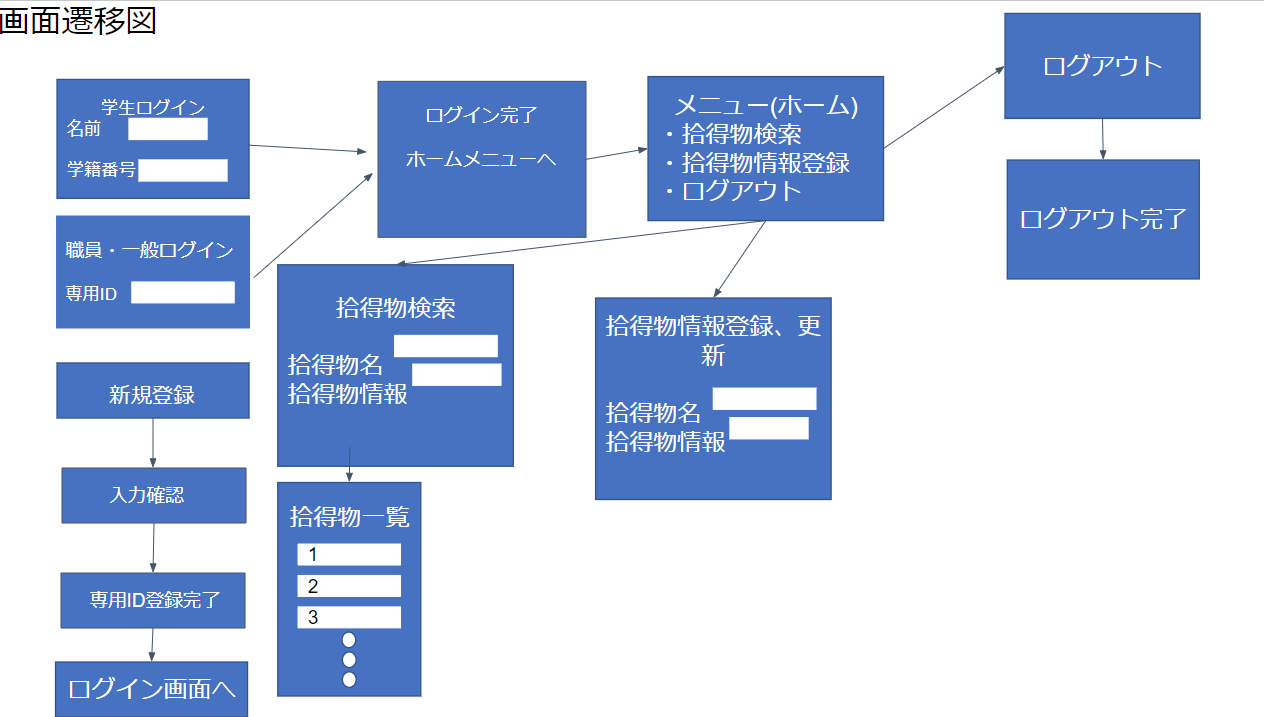 画面遷移図
学生ログイン
名前
学籍番号
職員・一般ログイン
専用ID
新規登録
入力確認
専用ID登録完了
ログイン画面へ
ログイン完了
ホームメニューへ
メニュー(ホーム)
・拾得物検索
・拾得物情報登録
・ログアウト
拾得物検索
拾得物名
拾得物情報
拾得物一覧
1
2
3
拾得物情報登録、更
新
拾得物名
拾得物情報
ログアウト
ログアウト完了